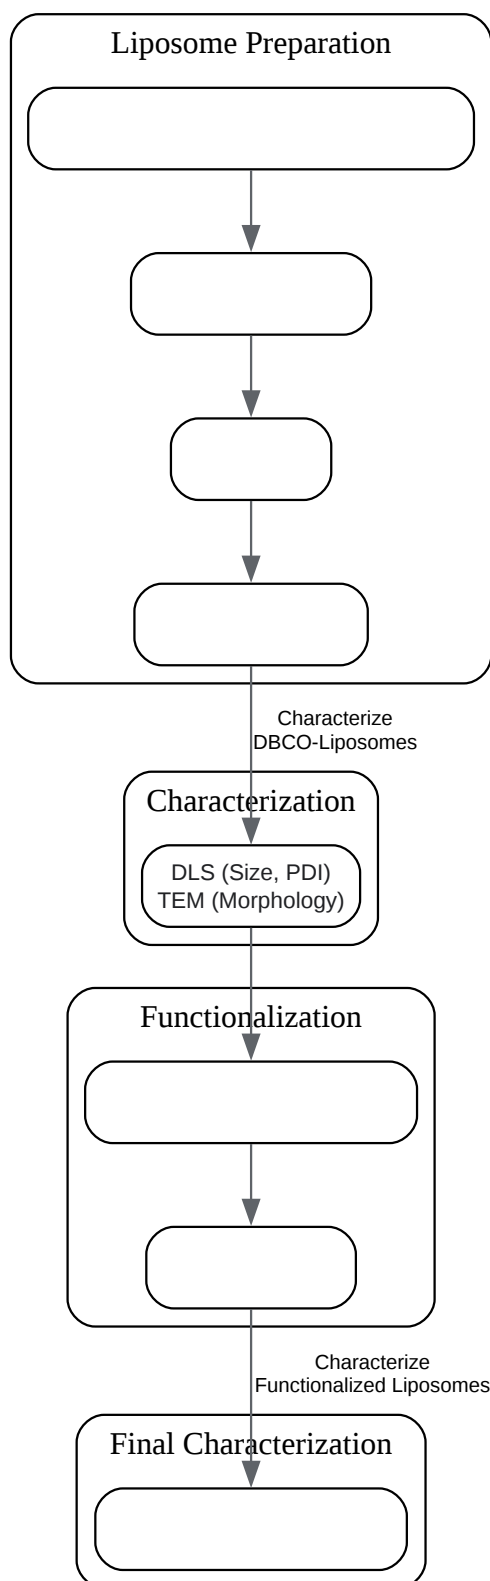 Liposome Preparation
Characterize
DBCO-Liposomes
Characterization
DLS (Size, PDI)
TEM (Morphology)
Functionalization
Characterize
Functionalized Liposomes
Final Characterization